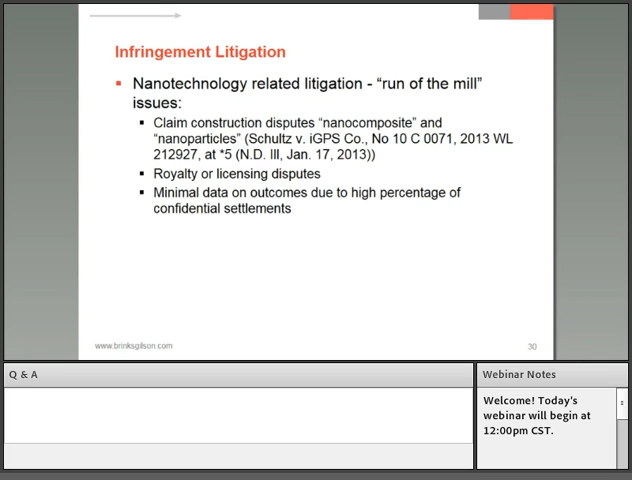 Infringement Litigation
Nanotechnology related litigation - “run of the mill”
issues:
Claim construction disputes “nanocomposite” and
“nanoparticles” (Schultz v. iGPS Co., No 10 C 0071, 2013 WL
212927, at *5 (N.D. Ill, Jan. 17, 2013))
Royalty or licensing disputes
Minimal data on outcomes due to high percentage of
confidential settlements
www.brinksgilson.com
30
Q & A
Webinar Notes
Welcome! Today's
webinar will begin at
12:00pm CST.